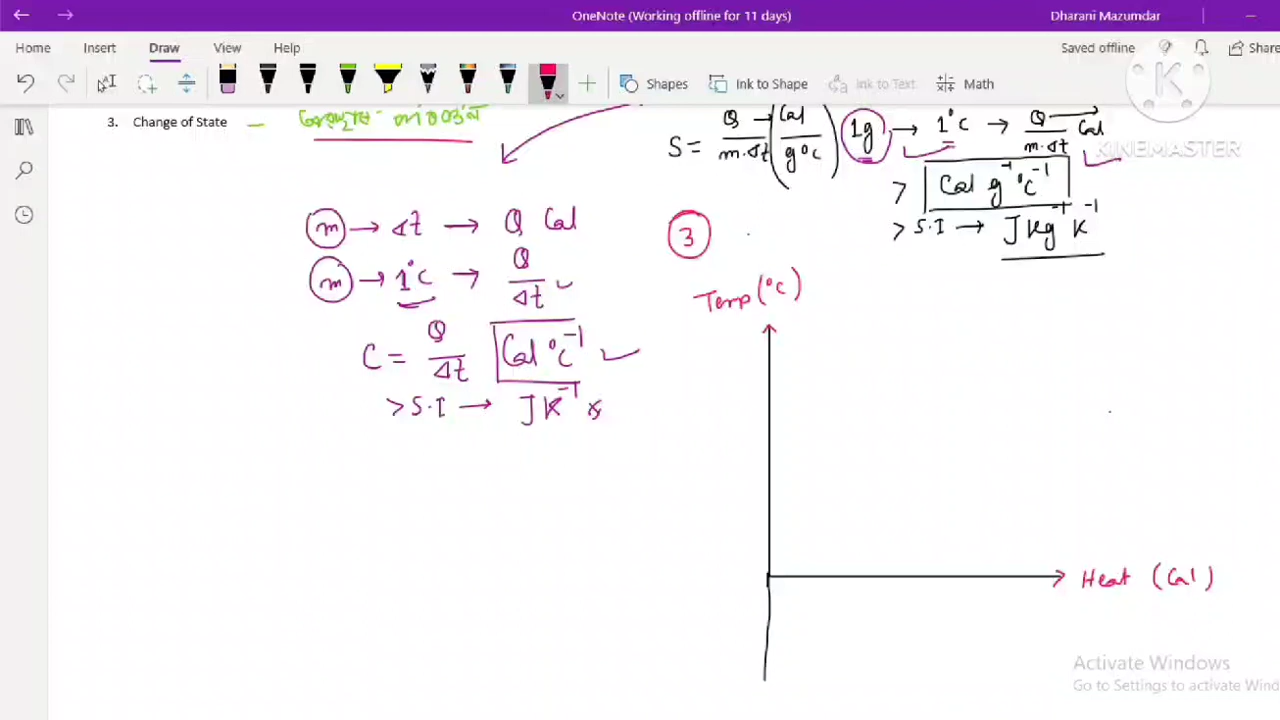 OneNote (Working offline for 11 days)
Dharani Mazumdar
Home Insert Draw View Help
Saved offline
Share
Shapes
Ink to Shape
Ink to Text
Math
3. Change of State –
S = Q/(m.Δt) (Cal/g°C)
1g → 1°C → Q/(m.Δt) Cal
K
KINEMASTER
> Cal g⁻¹ °C⁻¹
> S.I → J Kg⁻¹ K⁻¹
m → Δt → Q Cal
m → 1°C → Q/Δt
C = Q/Δt Cal °C⁻¹
> S.I → J K⁻¹
3
Temp (°C)
Heat (Cal)
Activate Windows
Go to Settings to activate Wind